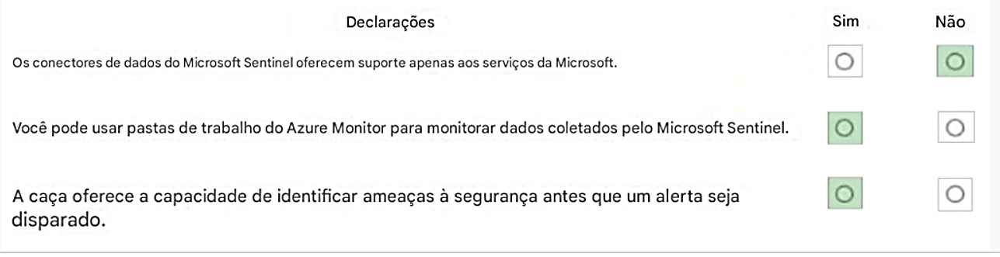 Declarações Sim Não
Os conectores de dados do Microsoft Sentinel oferecem suporte apenas aos serviços da Microsoft.
Você pode usar pastas de trabalho do Azure Monitor para monitorar dados coletados pelo Microsoft Sentinel.
A caça oferece a capacidade de identificar ameaças à segurança antes que um alerta seja
disparado.